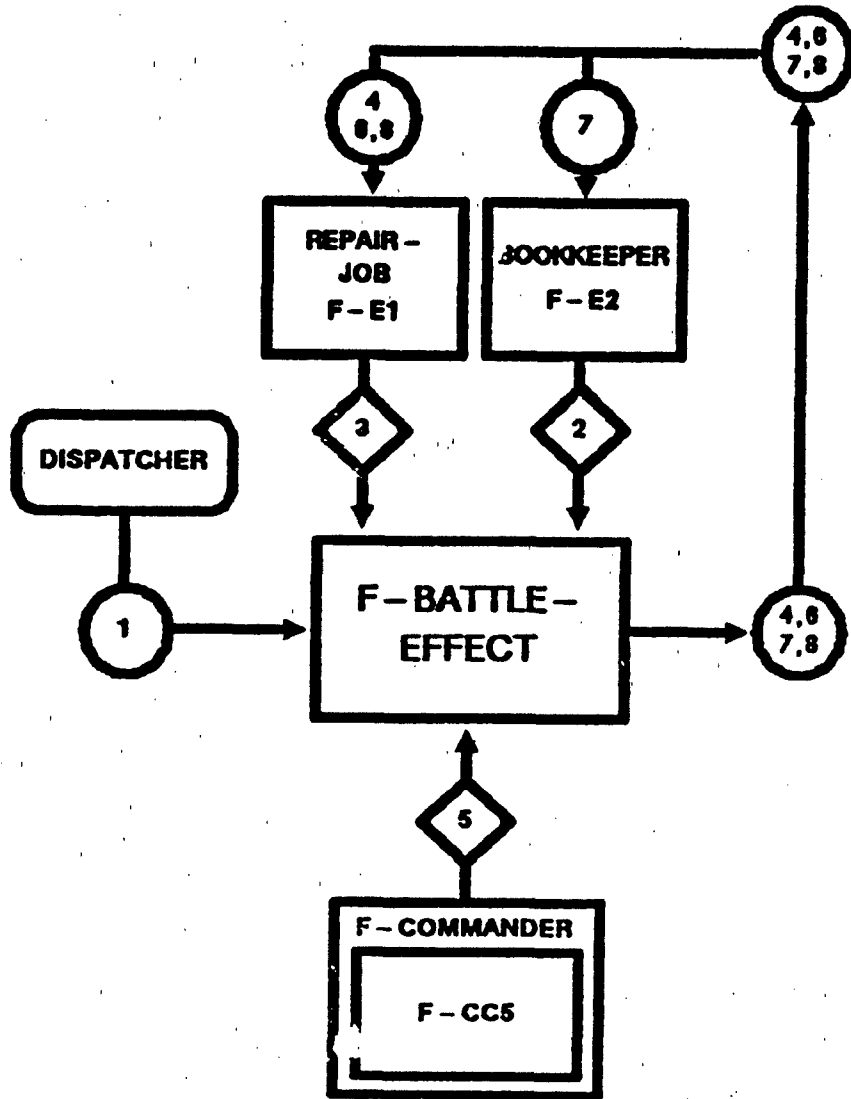 4,6
7,8
4
6,8
7
REPAIR –
JOB
F – E1
BOOKKEEPER
F – E2
3
2
DISPATCHER
1
F – BATTLE –
EFFECT
4,6
7,8
5
F – COMMANDER
F – CC5